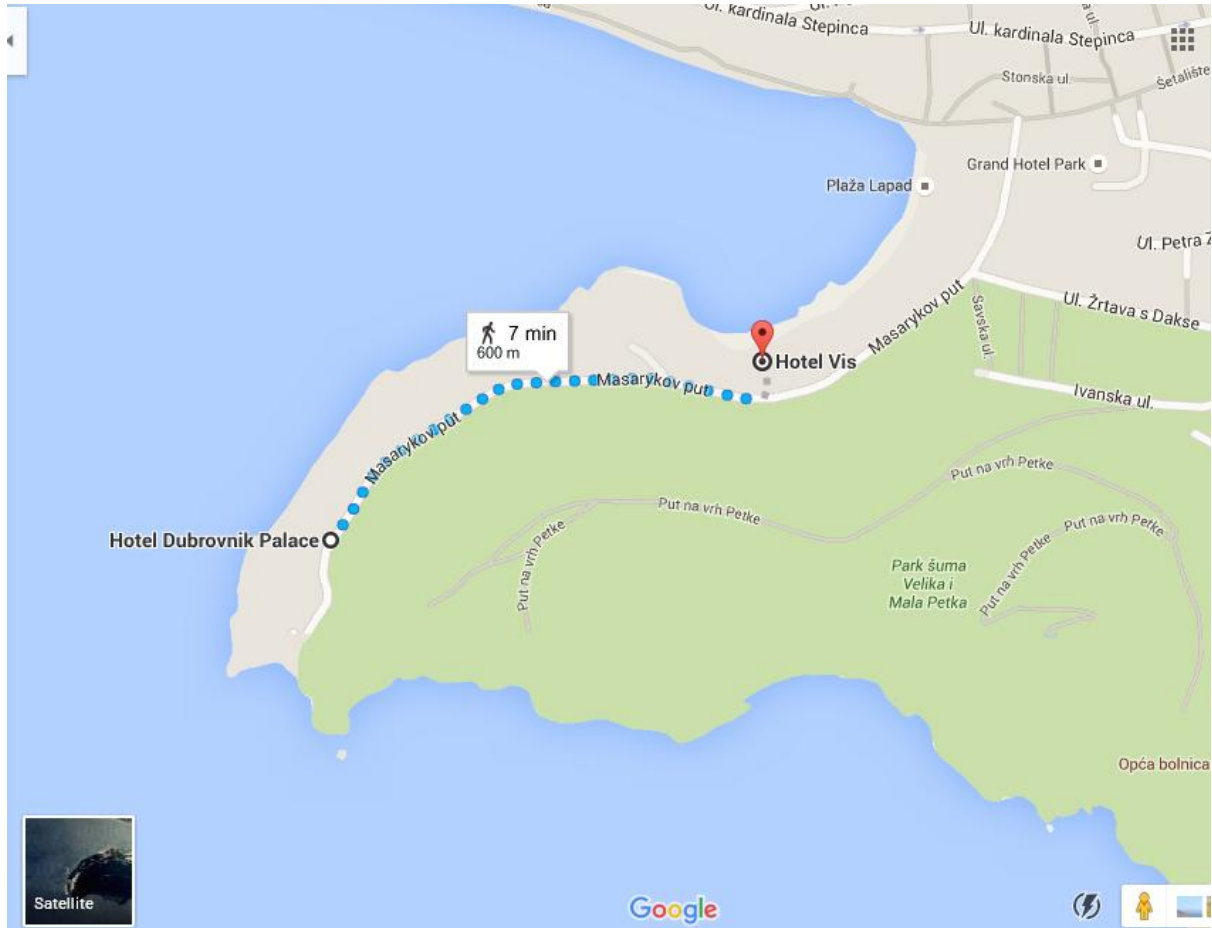 Ul. kardinala Stepinca
Ul. kardinala Stepinca
Stonska ul.
Šetalište
Grand Hotel Park
Plaža Lapad
Ul. Petra
Ul. Žrtava s Dakse
Savska ul.
Masarykov put
7 min
600 m
Hotel Vis
Masarykov put
Ivanska ul.
Masarykov put
Put na vrh Petke
Put na vrh Petke
Put na vrh Petke
Hotel Dubrovnik Palace
Put na vrh Petke
Put na vrh Petke
Park šuma
Velika i
Mala Petka
Opća bolnica
Satellite
Google